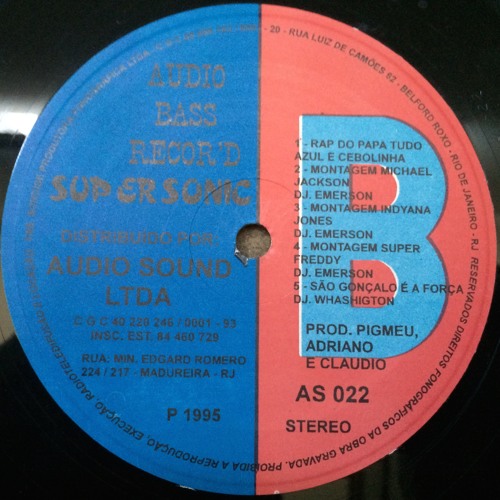 AUDIO
BASS
RECOR'D
SUPERSONIC
DISTRIBUIDO POR:
AUDIO SOUND
LTDA
C G C 40 220 246 / 0001 - 93
INSC. EST. 84 460 729
RUA: MIN. EDGARD ROMERO
224 / 217 - MADUREIRA - RJ
P 1995
B
1 - RAP DO PAPA TUDO
AZUL E CEBOLINHA
2 - MONTAGEM MICHAEL
JACKSON
DJ. EMERSON
3 - MONTAGEM INDYANA
JONES
DJ. EMERSON
4 - MONTAGEM SUPER
FREDDY
DJ. EMERSON
5 - SÃO GONÇALO É A FORÇA
DJ. WHASHIGTON
PROD. PIGMEU,
ADRIANO
E CLAUDIO
AS 022
STEREO
- 20 - RUA LUIZ DE CAMÕES 62 - BELFORD ROXO - RIO DE JANEIRO - RJ RESERVADOS DIREITOS FONOGRÁFICOS DA OBRA GRAVADA. PROIBIDA A REPRODUÇÃO, EXECUÇÃO, RADIOTELEDIFUSÃO